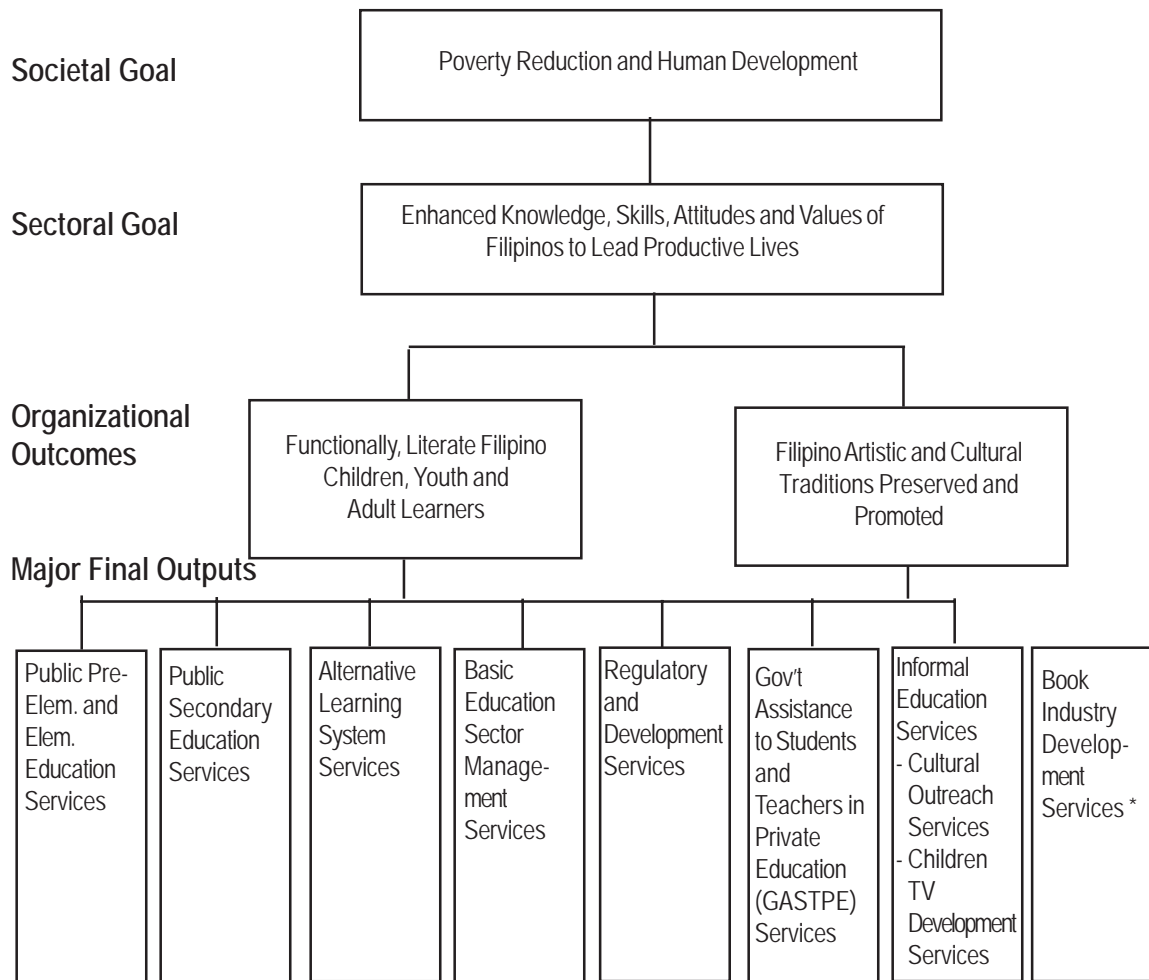 Societal Goal
Poverty Reduction and Human Development
Sectoral Goal
Enhanced Knowledge, Skills, Attitudes and Values of
Filipinos to Lead Productive Lives
Organizational
Outcomes
Functionally, Literate Filipino
Children, Youth and
Adult Learners
Filipino Artistic and Cultural
Traditions Preserved and
Promoted
Major Final Outputs
Public Pre-
Elem. and
Elem.
Education
Services
Public
Secondary
Education
Services
Alternative
Learning
System
Services
Basic
Education
Sector
Manage-
ment
Services
Regulatory
and
Development
Services
Gov't
Assistance
to Students
and
Teachers in
Private
Education
(GASTPE)
Services
Informal
Education
Services
- Cultural
Outreach
Services
- Children
TV
Development
Services
Book
Industry
Develop-
ment
Services *